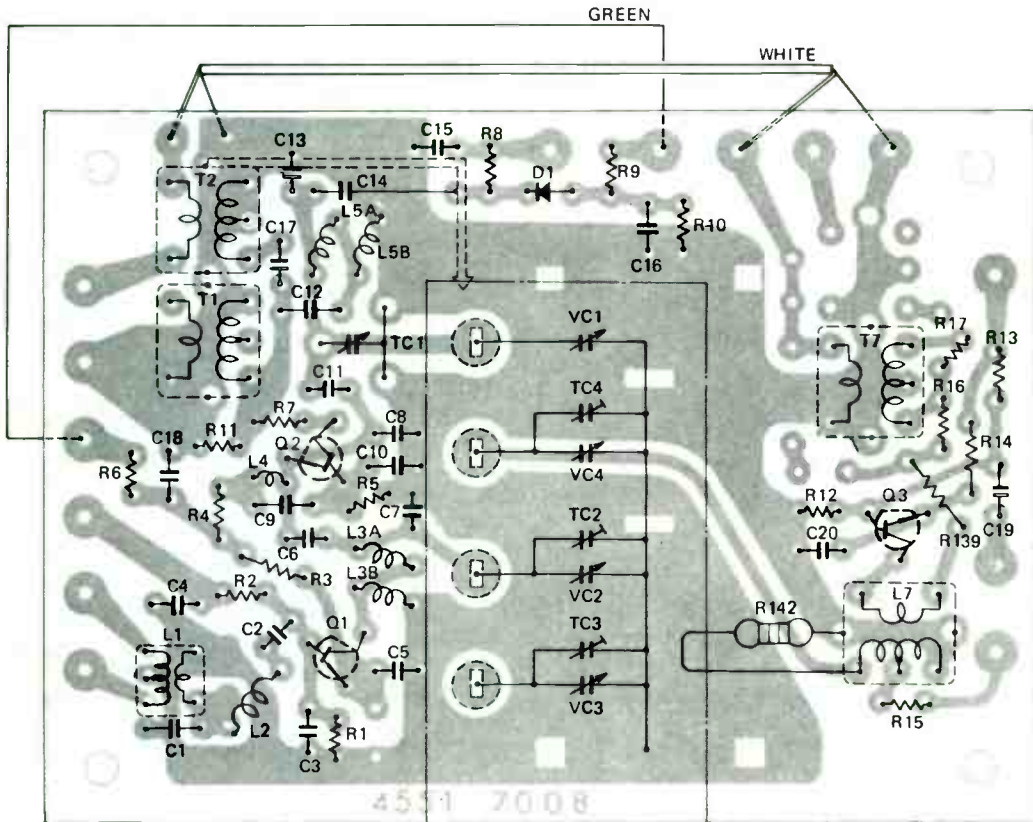 GREEN
WHITE
C13
C15
R8
D1
R9
T2
C14
L5A
R10
C17
L5B
C16
T1
C12
VC1
TC1
T7
R17
R13
C11
TC4
R16
R7
C8
R11
Q2
C10
VC4
R14
C18
R6
L4
R5
C9
C7
R4
R12
Q3
C19
TC2
C20
R139
C6
L3A
R3
L3B
VC2
R2
C4
L7
R142
L1
C2
Q1
TC3
C5
VC3
R15
C1
L2
C3
R1
4551 7008